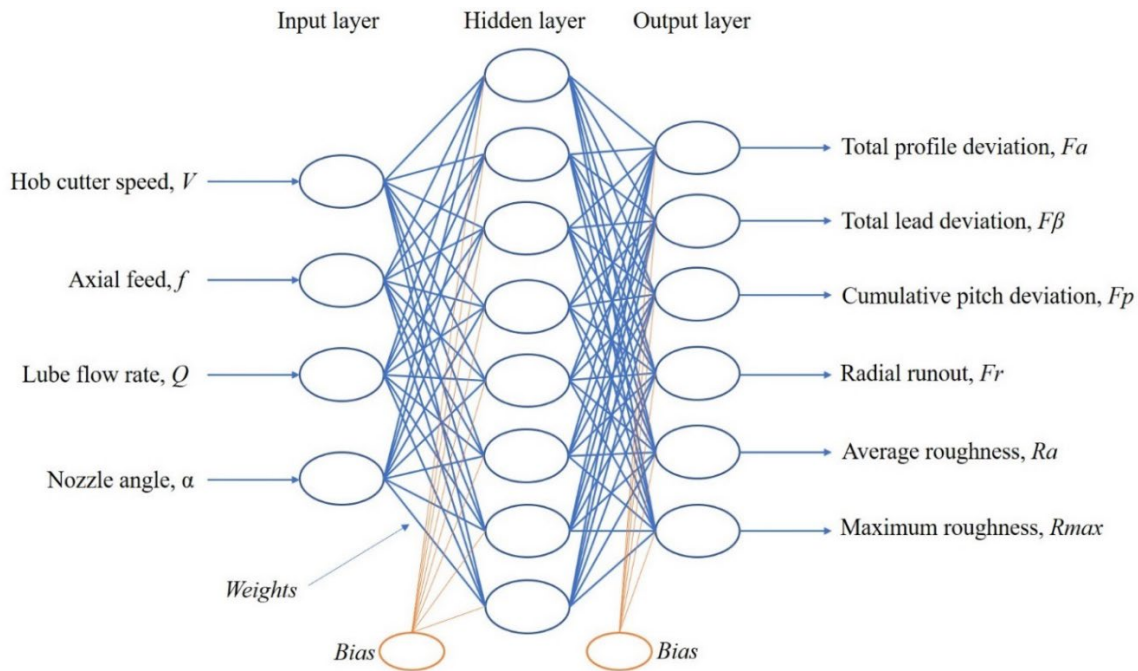 Input layer
Hidden layer
Output layer
Hob cutter speed, V
Axial feed, f
Lube flow rate, Q
Nozzle angle, α
Weights
Bias
Bias
Total profile deviation, Fa
Total lead deviation, Fβ
Cumulative pitch deviation, Fp
Radial runout, Fr
Average roughness, Ra
Maximum roughness, Rmax